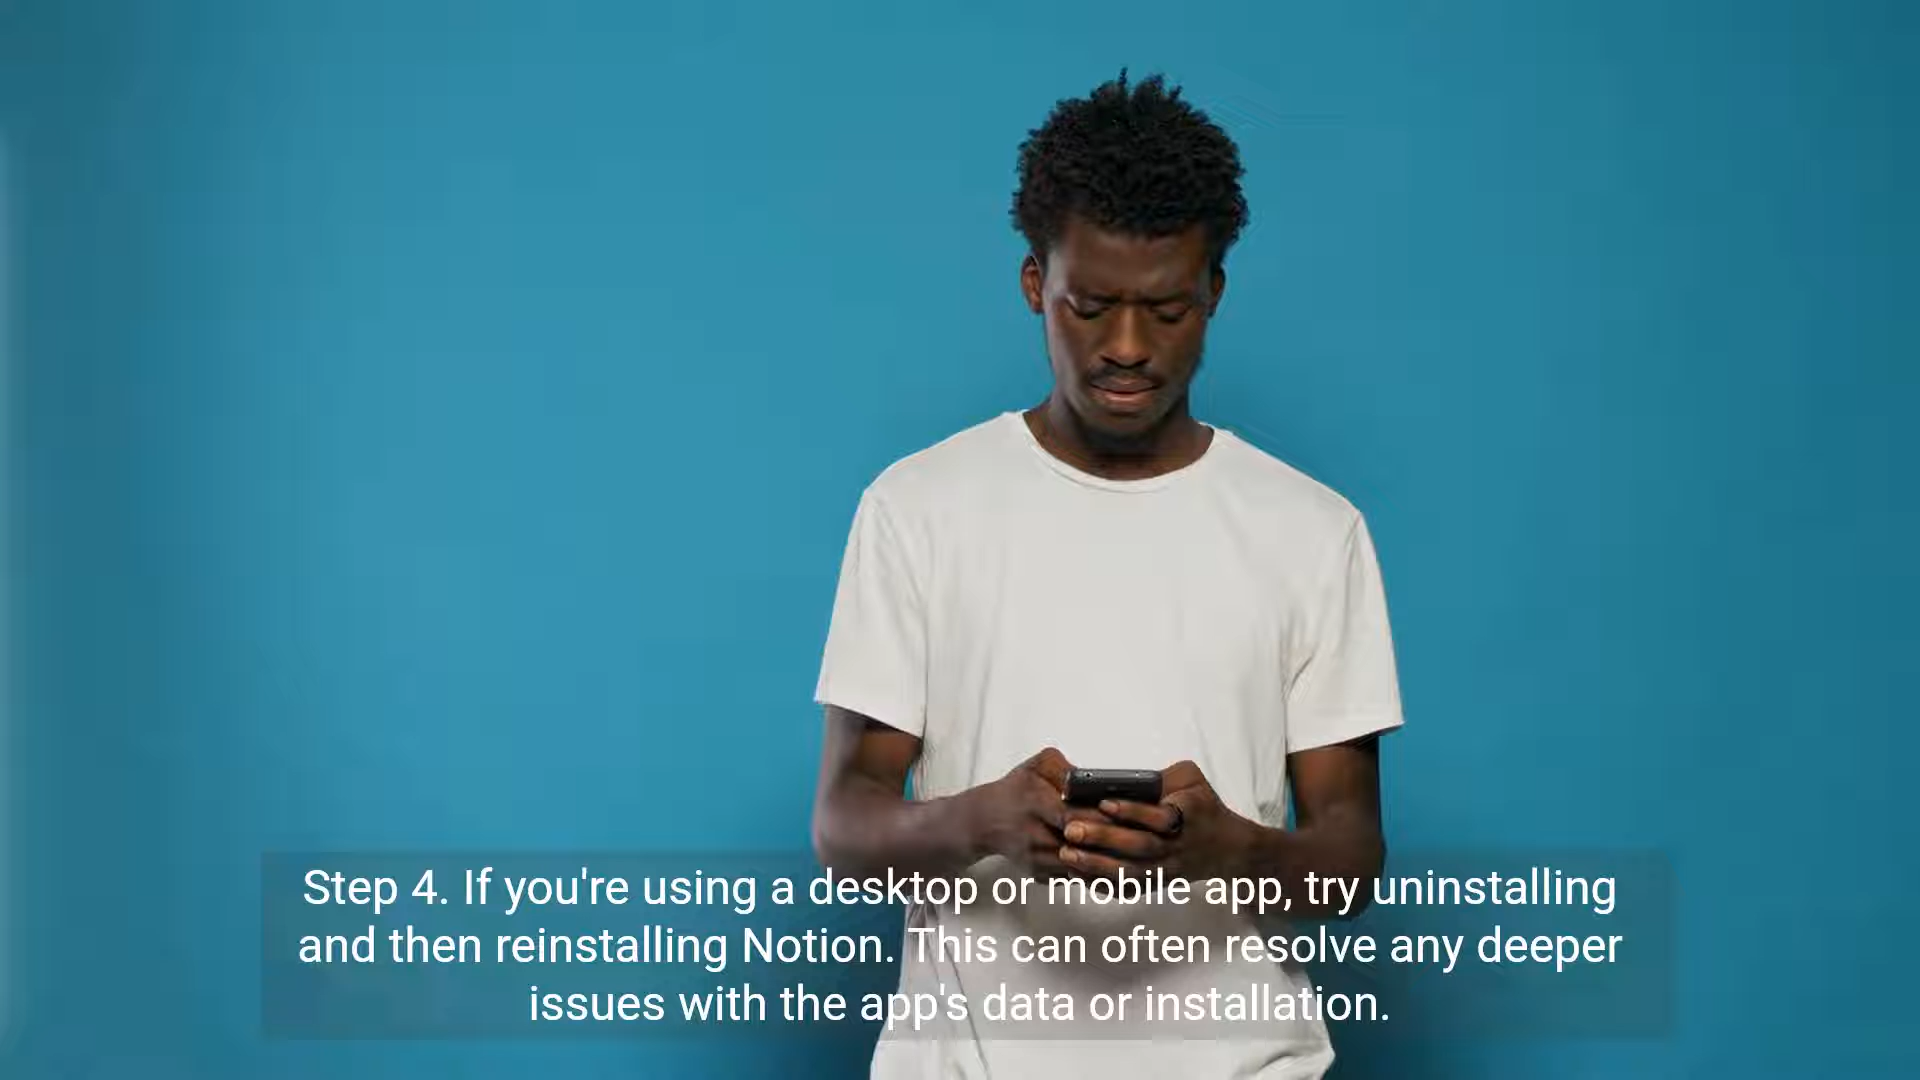 Step 4. If you're using a desktop or mobile app, try uninstalling
and then reinstalling Notion. This can often resolve any deeper
issues with the app's data or installation.